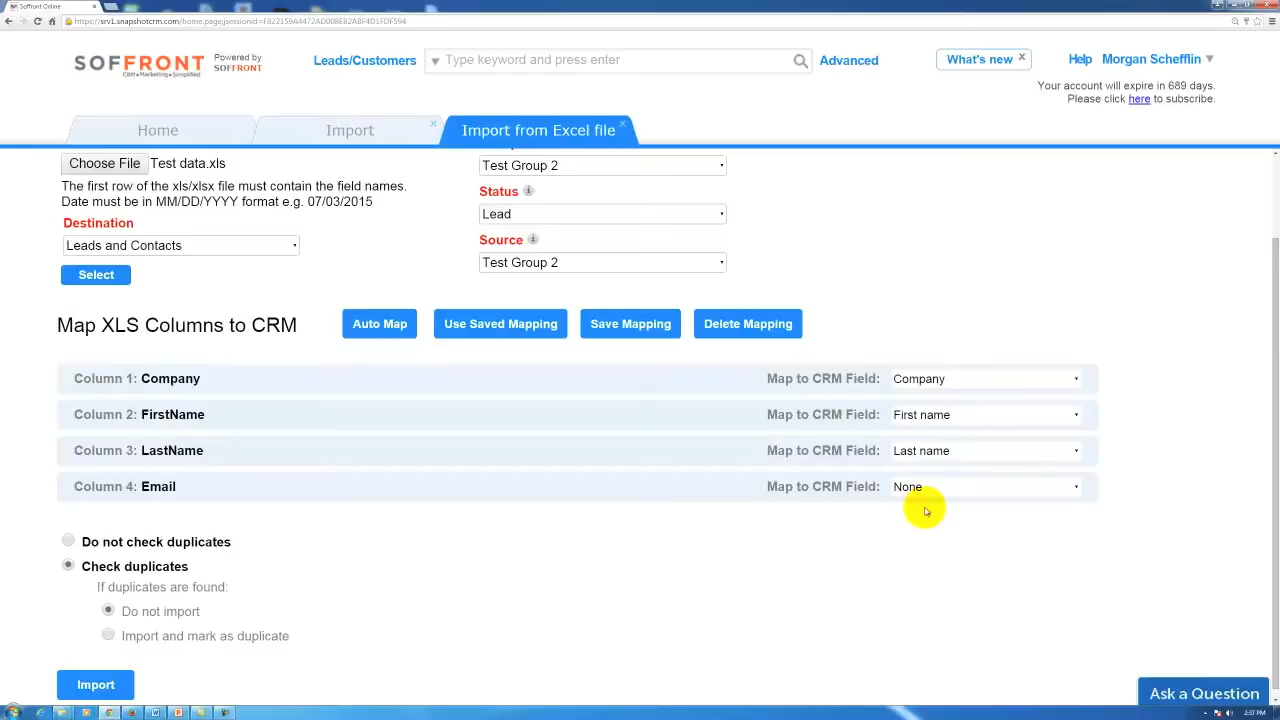 Soffront Online
https://srv1.snapshotcrm.com/home.page;jsessionid=F822159A4472AD008EB2ABF4D1FDF594
SOFFRONT
CRM•Marketing•Simplified
Powered by
SOFFRONT
Leads/Customers
Type keyword and press enter
Advanced
What's new
Help
Morgan Schefflin
Your account will expire in 689 days.
Please click here to subscribe.
Home
Import
Import from Excel file
Choose File Test data.xls
The first row of the xls/xlsx file must contain the field names.
Date must be in MM/DD/YYYY format e.g. 07/03/2015
Destination
Leads and Contacts
Select
Test Group 2
Status
Lead
Source
Test Group 2
Map XLS Columns to CRM
Auto Map
Use Saved Mapping
Save Mapping
Delete Mapping
Column 1: Company Map to CRM Field: Company
Column 2: FirstName Map to CRM Field: First name
Column 3: LastName Map to CRM Field: Last name
Column 4: Email Map to CRM Field: None
Do not check duplicates
Check duplicates
If duplicates are found:
Do not import
Import and mark as duplicate
Import
Ask a Question
2:37 PM